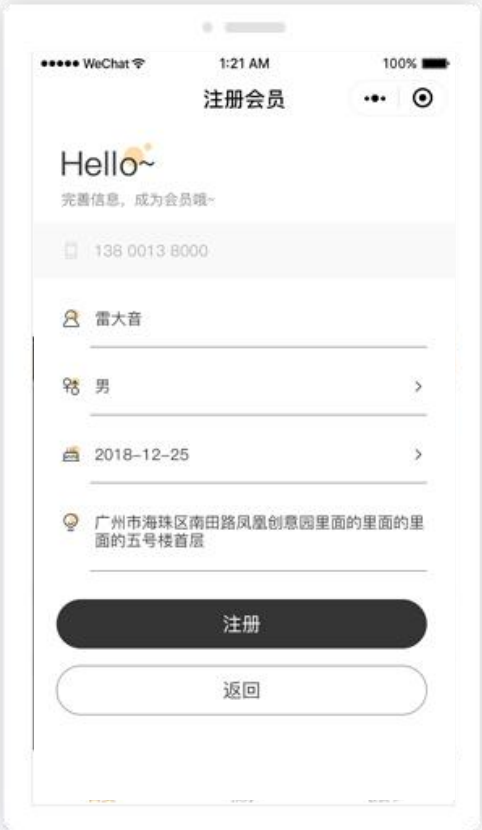 WeChat 1:21 AM 100%
注册会员
Hello~
完善信息，成为会员哦~
138 0013 8000
雷大音
男
2018-12-25
广州市海珠区南田路凤凰创意园里面的里面的里
面的五号楼首层
注册
返回